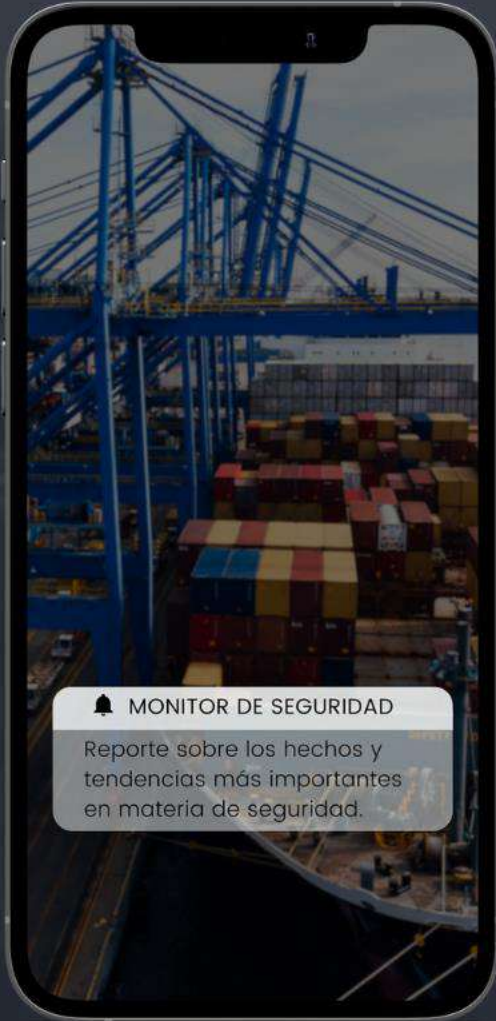 MONITOR DE SEGURIDAD
Reporte sobre los hechos y
tendencias más importantes
en materia de seguridad.